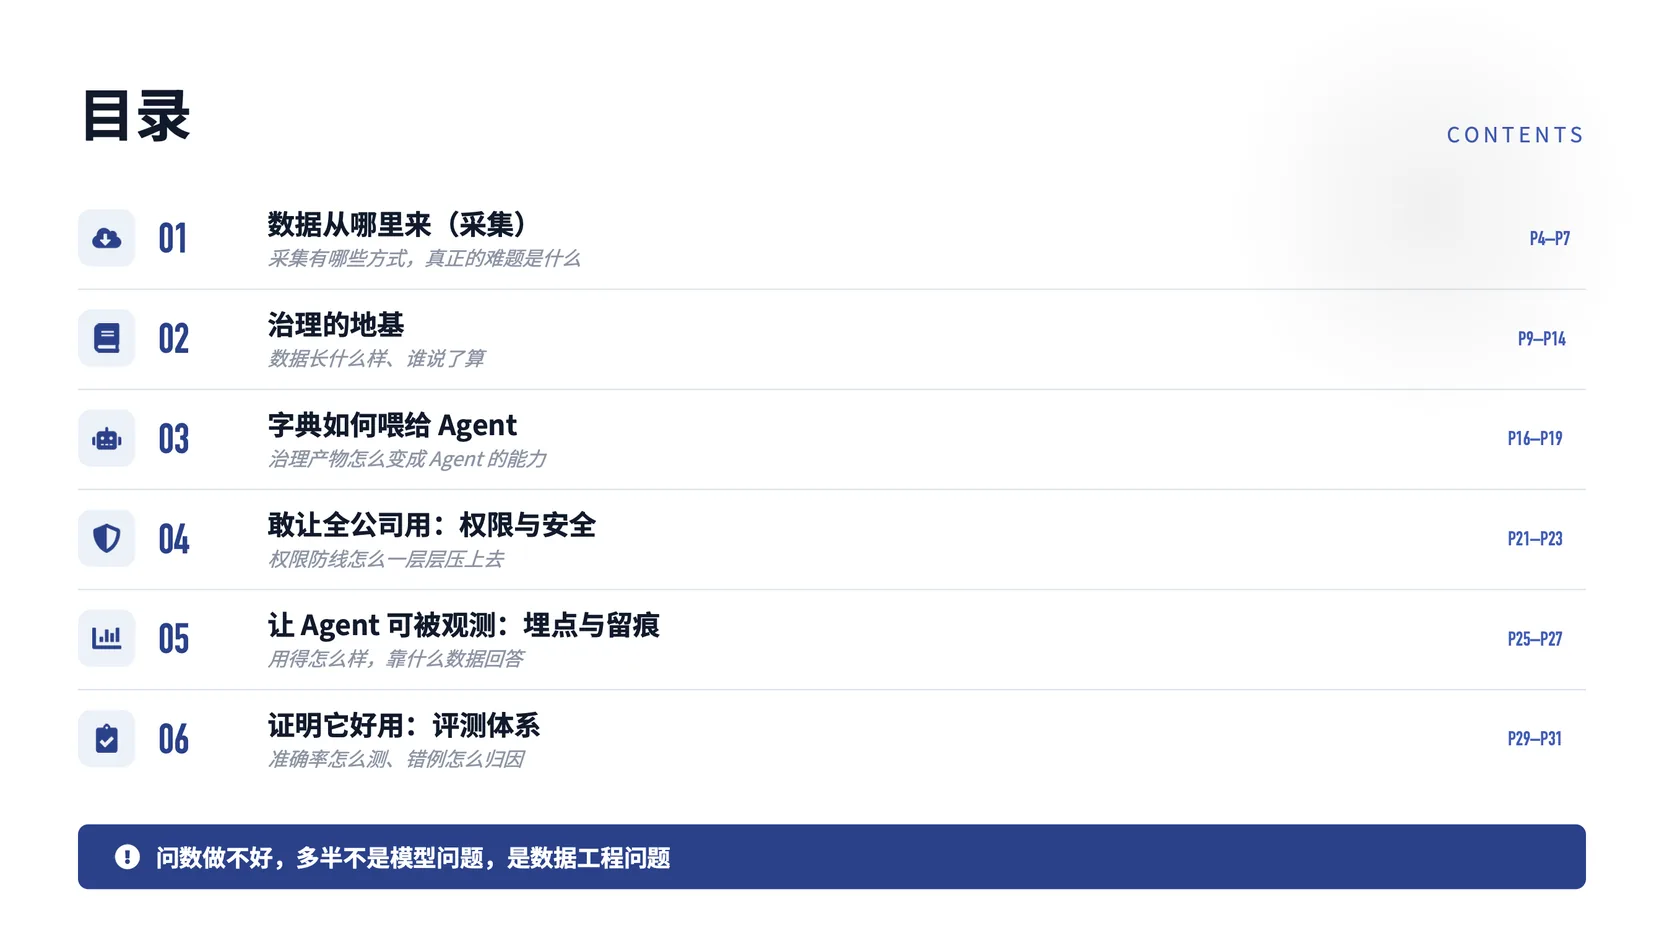 目录
CONTENTS
01
数据从哪里来（采集）
采集有哪些方式，真正的难题是什么
P4—P7
02
治理的地基
数据长什么样、谁说了算
P9—P14
03
字典如何喂给 Agent
治理产物怎么变成 Agent 的能力
P16—P19
04
敢让全公司用：权限与安全
权限防线怎么一层层压上去
P21—P23
05
让 Agent 可被观测：埋点与留痕
用得怎么样，靠什么数据回答
P25—P27
06
证明它好用：评测体系
准确率怎么测、错例怎么归因
P29—P31
问数做不好，多半不是模型问题，是数据工程问题